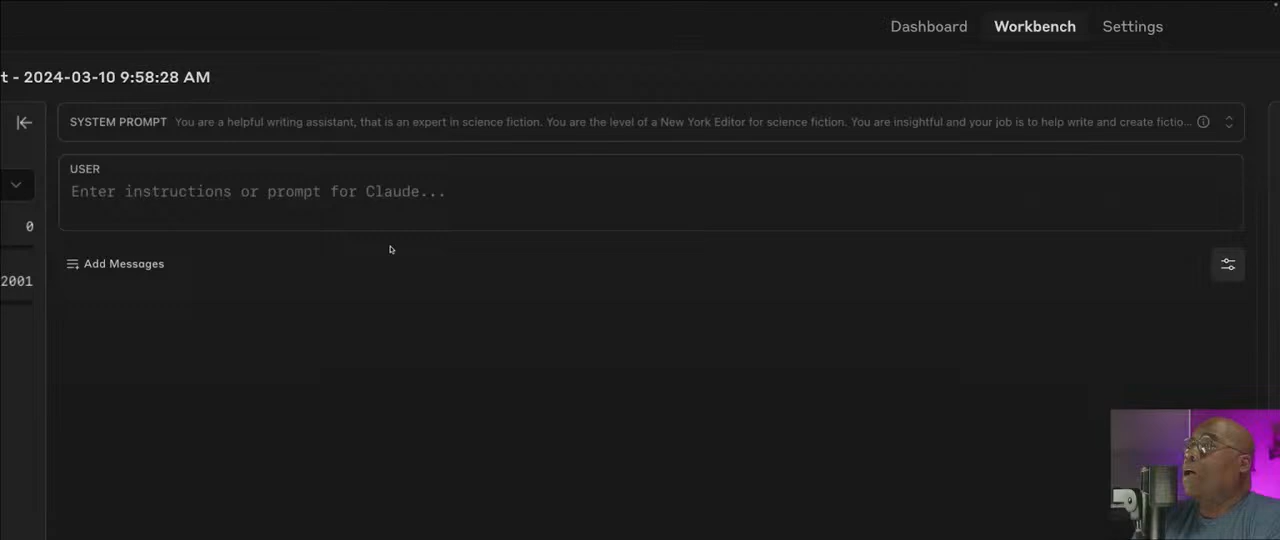 Dashboard Workbench Settings
t - 2024-03-10 9:58:28 AM
SYSTEM PROMPT You are a helpful writing assistant, that is an expert in science fiction. You are the level of a New York Editor for science fiction. You are insightful and your job is to help write and create fictio...
USER
Enter instructions or prompt for Claude...
0
Add Messages
2001